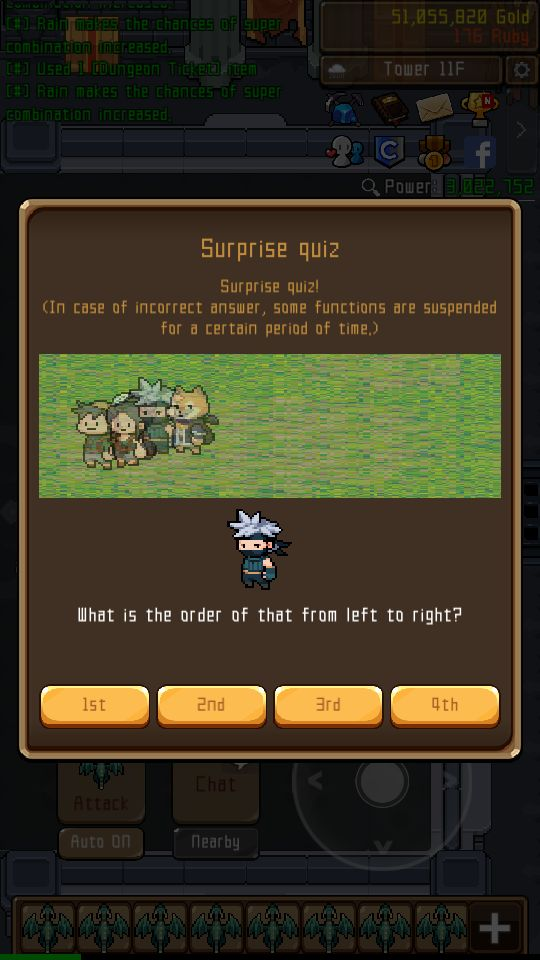 combination increased.
[#] Rain makes the chances of super
combination increased.
[#] Used 1 [Dungeon Ticket] item
[#] Rain makes the chances of super
combination increased.
51,055,820 Gold
176 Ruby
Tower 11F
N
C
1
f
Power: 3,022,752
Surprise quiz
Surprise quiz!
(In case of incorrect answer, some functions are suspended
for a certain period of time.)
What is the order of that from left to right?
1st 2nd 3rd 4th
Attack
Chat
Auto ON
Nearby